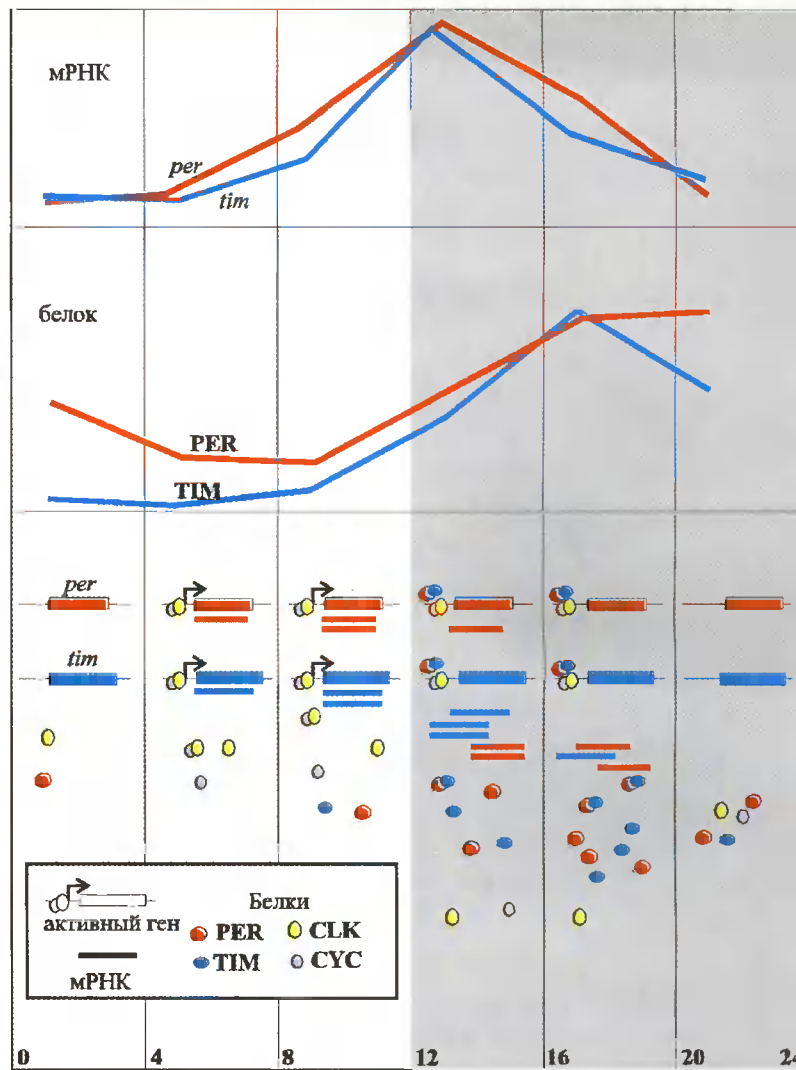 мРНК
per
tim
белок
PER
TIM
per
tim
активный ген
мРНК
Белки
PER
CLK
TIM
CYC
0 4 8 12 16 20 24